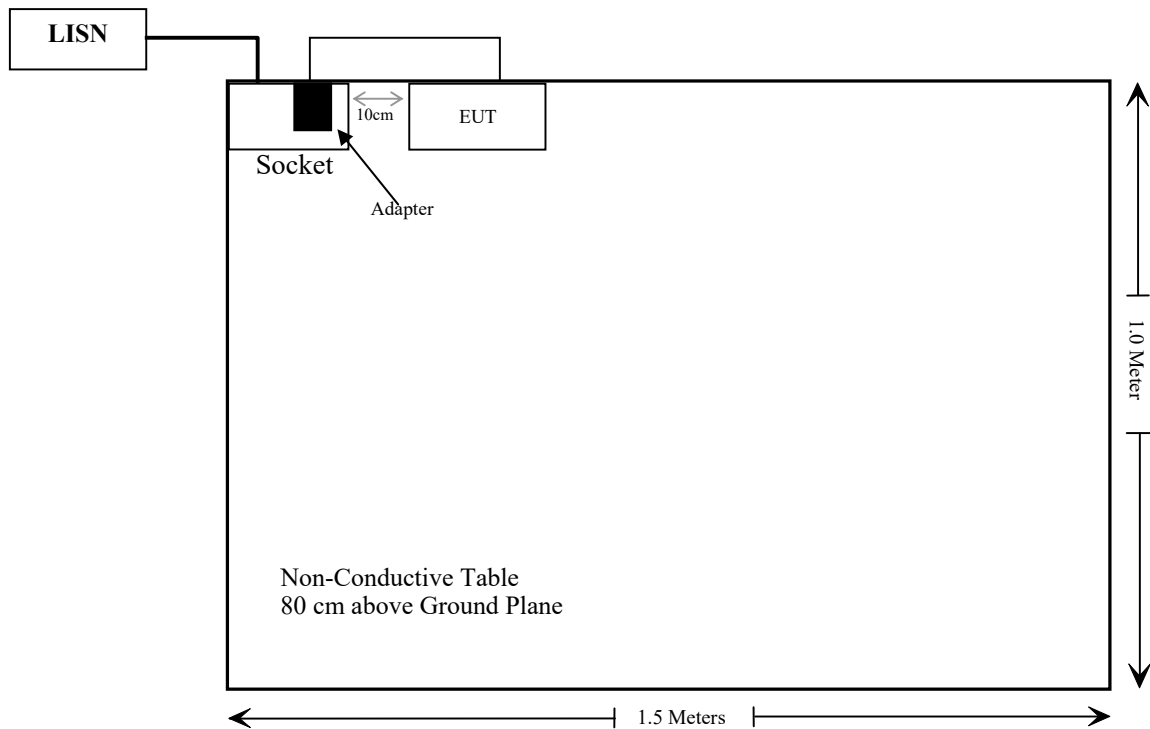 LISN
10cm
EUT
Socket
Adapter
1.0 Meter
Non-Conductive Table
80 cm above Ground Plane
1.5 Meters